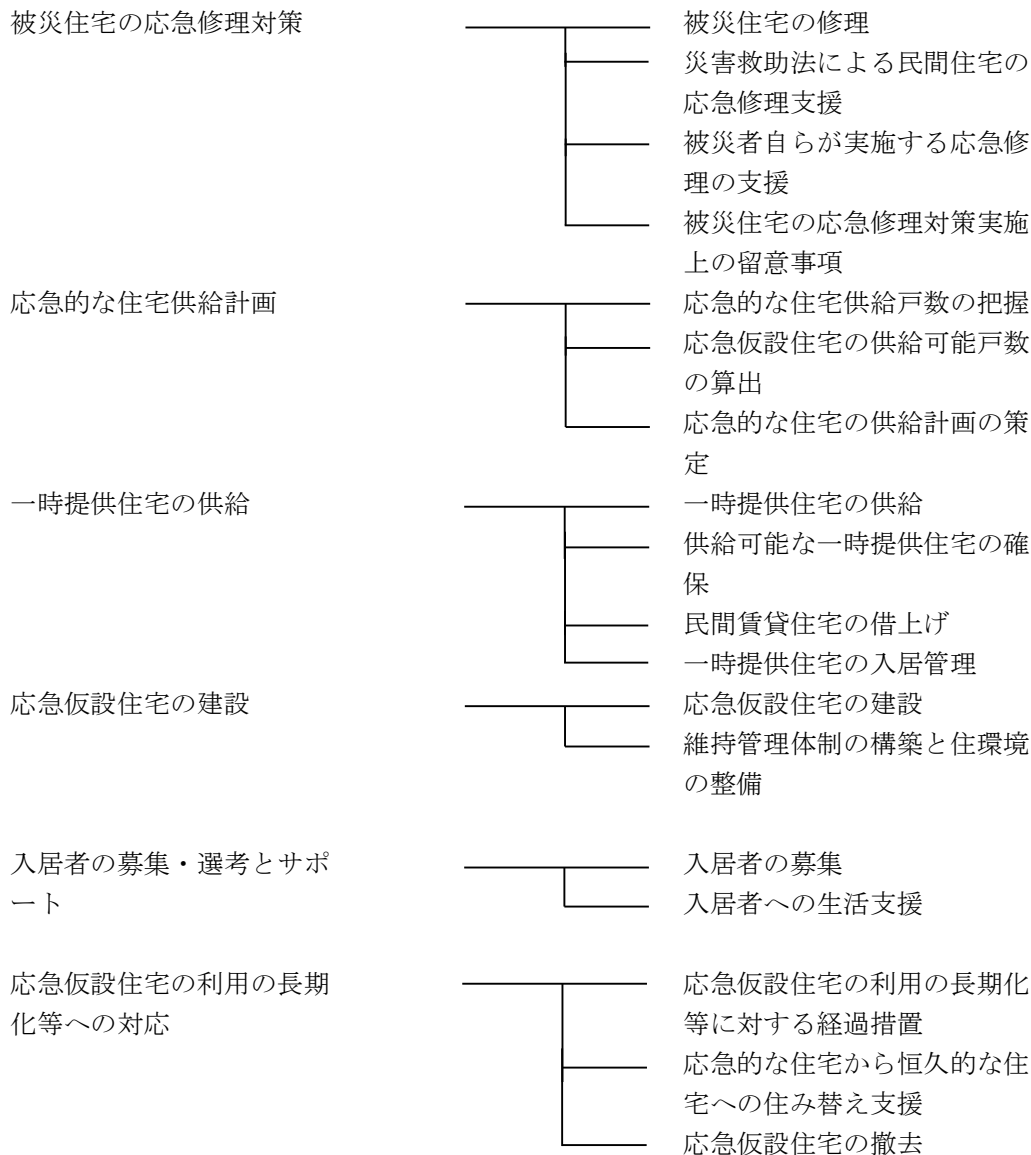 被災住宅の応急修理対策
被災住宅の修理
災害救助法による民間住宅の
応急修理支援
被災者自らが実施する応急修
理の支援
被災住宅の応急修理対策実施
上の留意事項
応急的な住宅供給計画
応急的な住宅供給戸数の把握
応急仮設住宅の供給可能戸数
の算出
応急的な住宅の供給計画の策
定
一時提供住宅の供給
一時提供住宅の供給
供給可能な一時提供住宅の確
保
民間賃貸住宅の借上げ
一時提供住宅の入居管理
応急仮設住宅の建設
応急仮設住宅の建設
維持管理体制の構築と住環境
の整備
入居者の募集・選考とサポ
ート
入居者の募集
入居者への生活支援
応急仮設住宅の利用の長期
化等への対応
応急仮設住宅の利用の長期化
等に対する経過措置
応急的な住宅から恒久的な住
宅への住み替え支援
応急仮設住宅の撤去